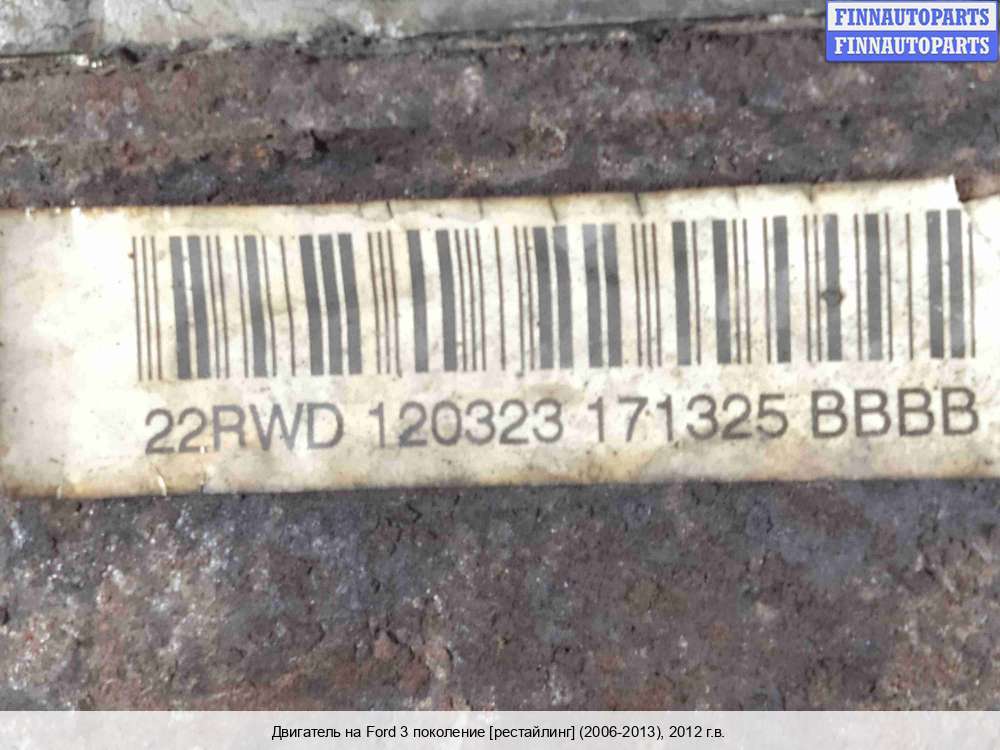 FINNAUTOPARTS
FINNAUTOPARTS
22RWD 120323 171325 BBBB
Двигатель на Ford 3 поколение [рестайлинг] (2006-2013), 2012 г.в.